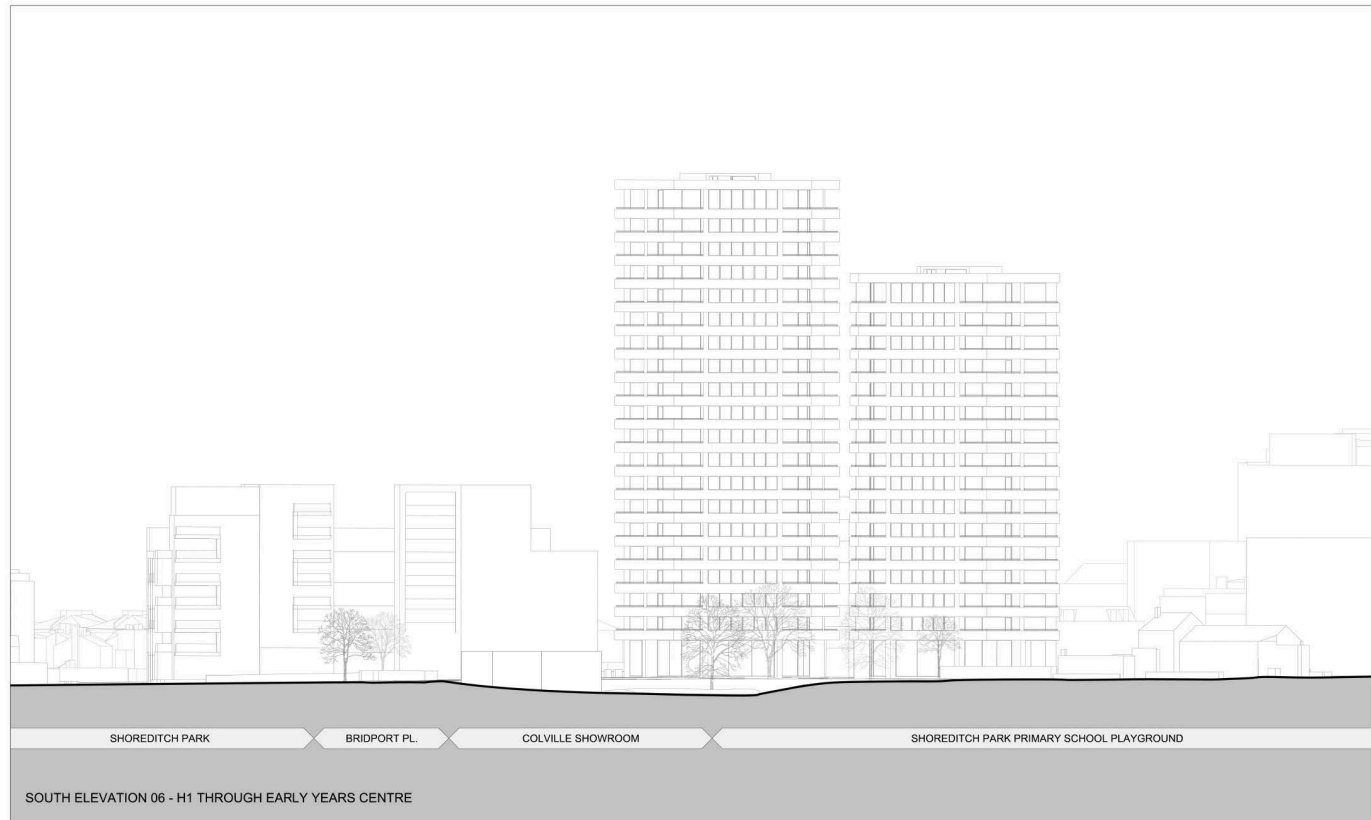 SHOREDITCH PARK
BRIDPORT PL.
COLVILLE SHOWROOM
SHOREDITCH PARK PRIMARY SCHOOL PLAYGROUND
SOUTH ELEVATION 06 - H1 THROUGH EARLY YEARS CENTRE